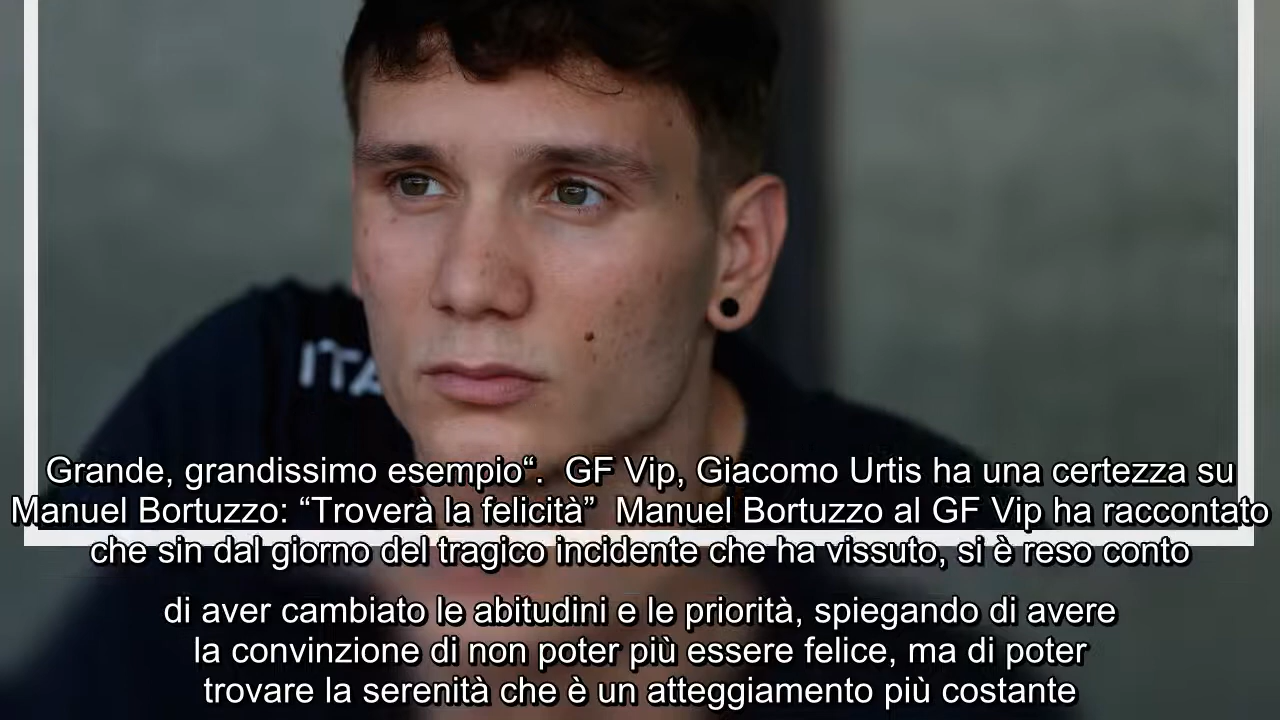 ITA
Grande, grandissimo esempio“.  GF Vip, Giacomo Urtis ha una certezza su
Manuel Bortuzzo: “Troverà la felicità”  Manuel Bortuzzo al GF Vip ha raccontato
che sin dal giorno del tragico incidente che ha vissuto, si è reso conto
di aver cambiato le abitudini e le priorità, spiegando di avere
la convinzione di non poter più essere felice, ma di poter
trovare la serenità che è un atteggiamento più costante